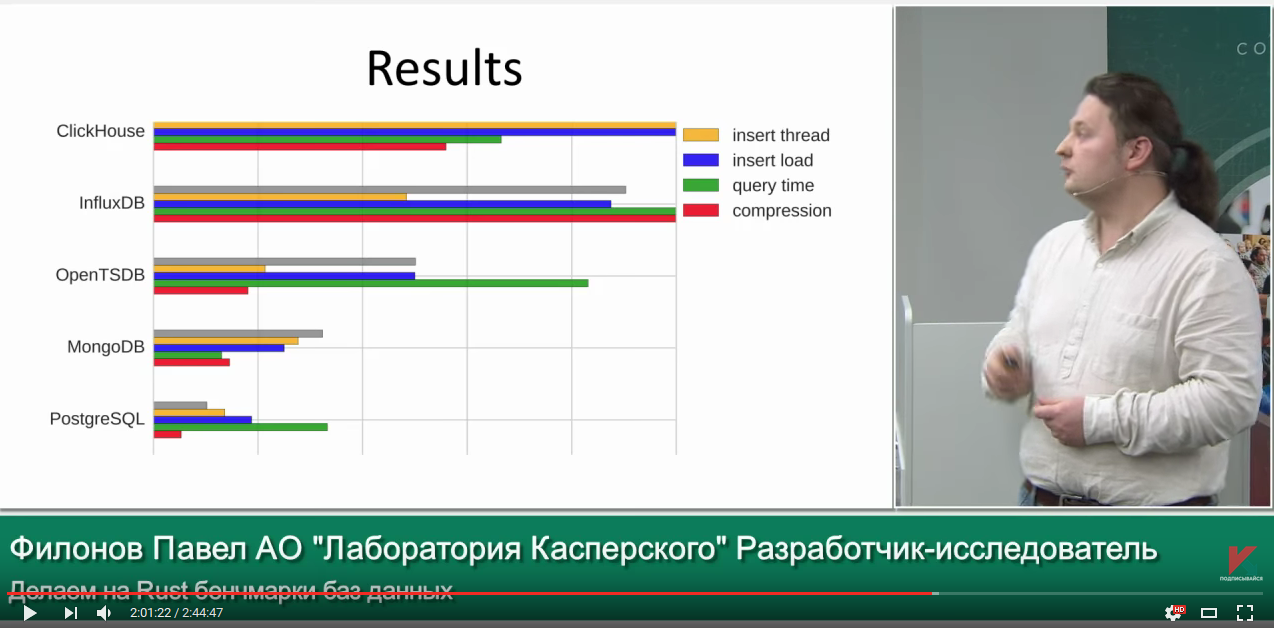 Results
ClickHouse
InfluxDB
OpenTSDB
MongoDB
PostgreSQL
insert thread
insert load
query time
compression
CO
Филонов Павел АО "Лаборатория Касперского" Разработчик-исследователь
Делаем на Rust бенчмарки баз данных
ПОДПИСЫВАЙСЯ
2:01:22 / 2:44:47
HD